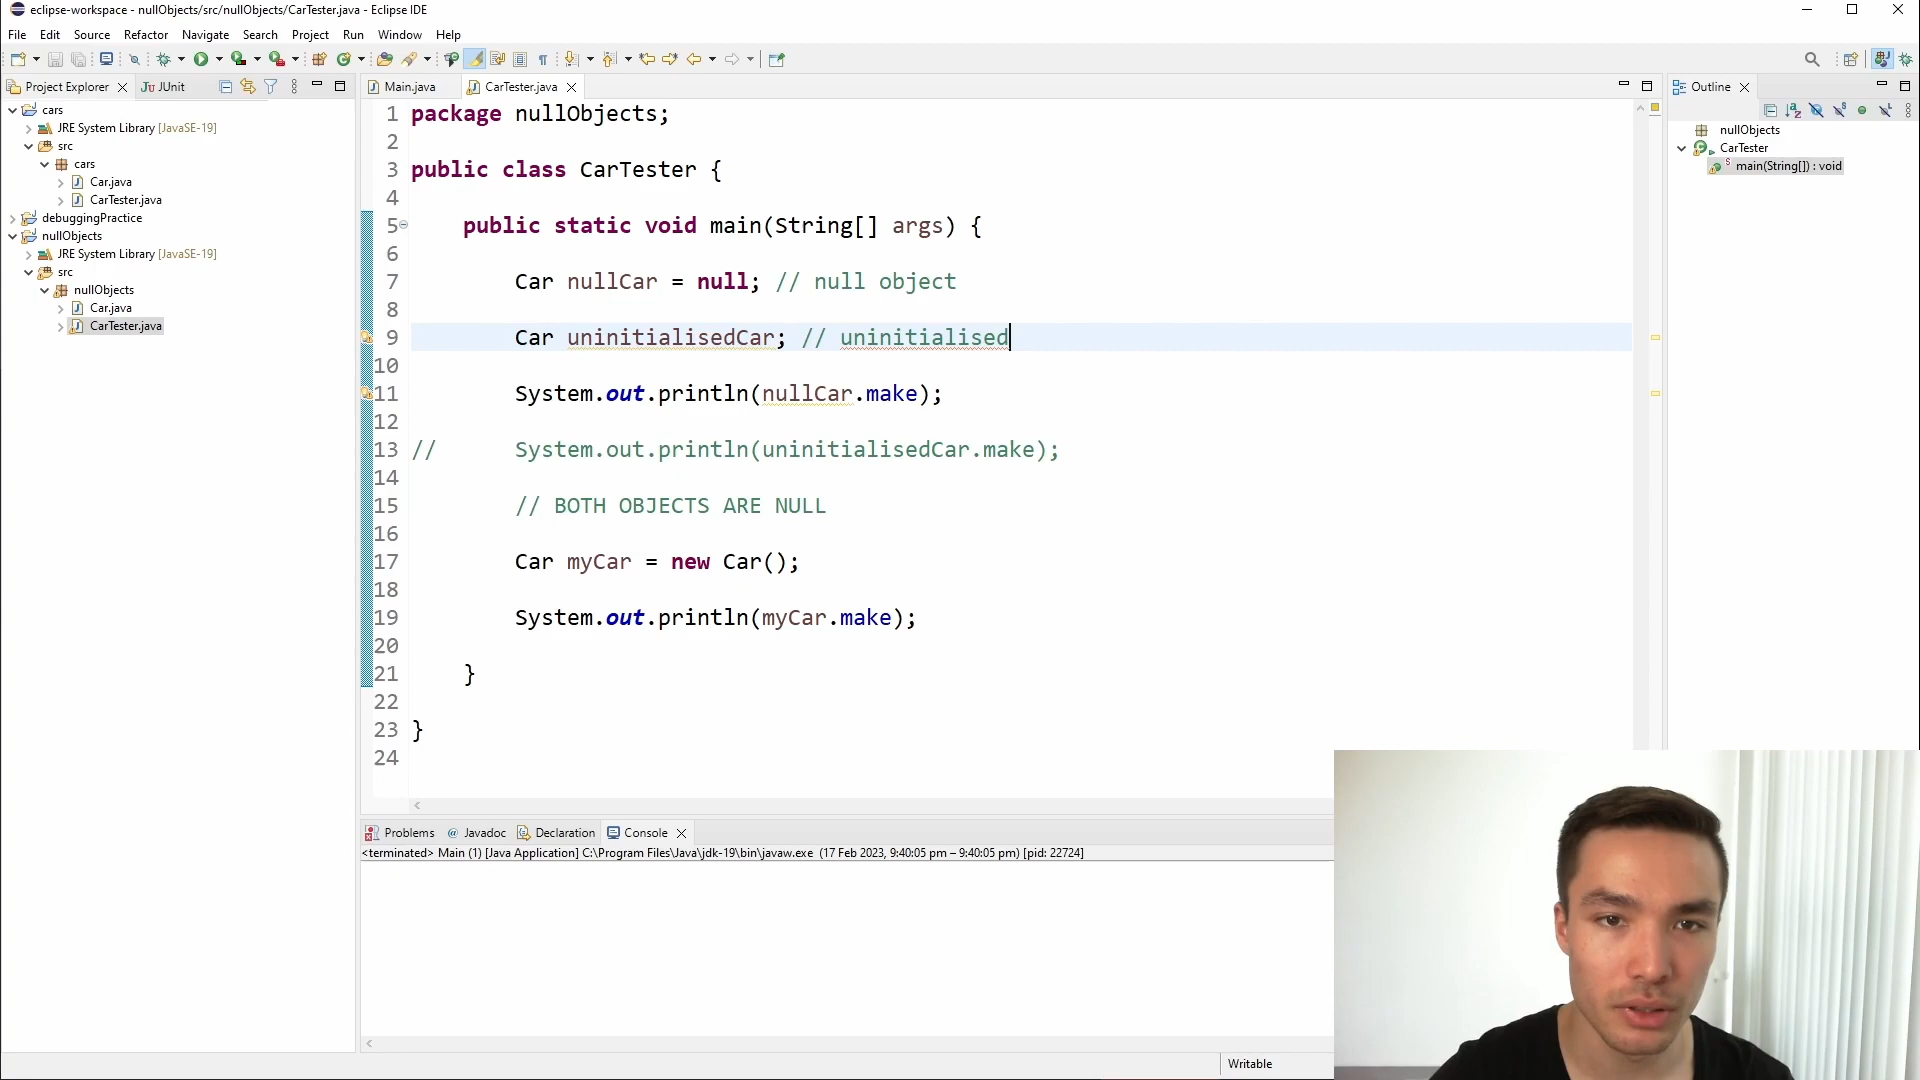 eclipse-workspace - nullObjects/src/nullObjects/CarTester.java - Eclipse IDE
File Edit Source Refactor Navigate Search Project Run Window Help
Project Explorer
JUnit
cars
JRE System Library [JavaSE-19]
src
cars
Car.java
CarTester.java
debuggingPractice
nullObjects
JRE System Library [JavaSE-19]
src
nullObjects
Car.java
CarTester.java
Main.java
CarTester.java
1 package nullObjects;
2
3 public class CarTester {
4
5 public static void main(String[] args) {
6
7 Car nullCar = null; // null object
8
9 Car uninitialisedCar; // uninitialised
10
11 System.out.println(nullCar.make);
12
13 // System.out.println(uninitialisedCar.make);
14
15 // BOTH OBJECTS ARE NULL
16
17 Car myCar = new Car();
18
19 System.out.println(myCar.make);
20
21 }
22
23 }
24
Outline
nullObjects
CarTester
main(String[]) : void
Problems Javadoc Declaration Console
<terminated> Main (1) [Java Application] C:\Program Files\Java\jdk-19\bin\javaw.exe (17 Feb 2023, 9:40:05 pm – 9:40:05 pm) [pid: 22724]
Writable